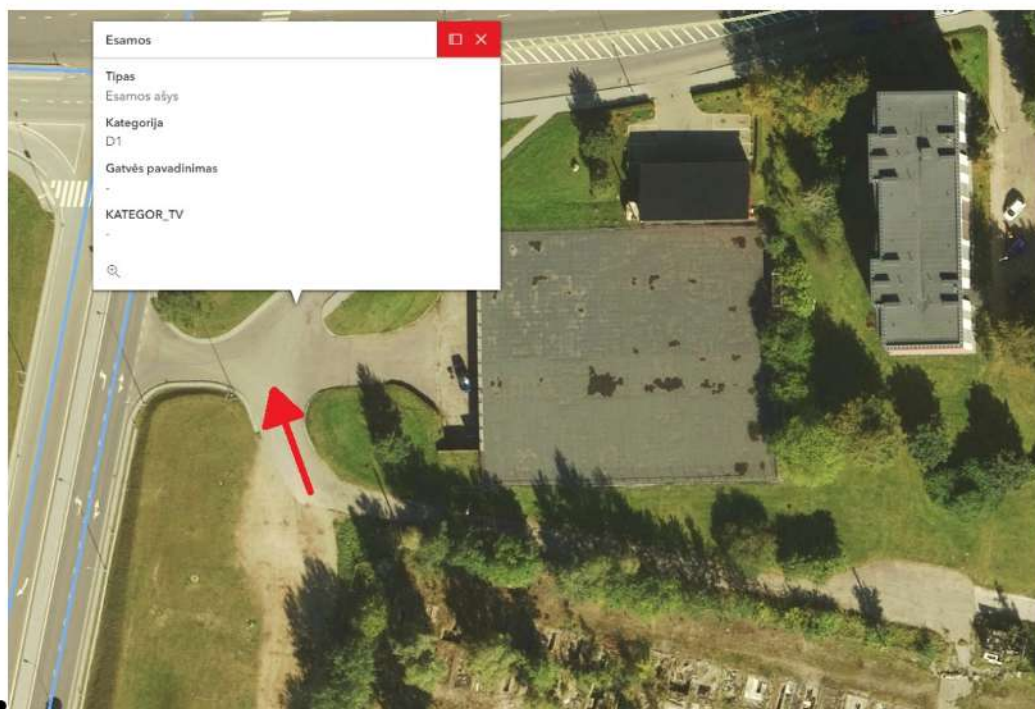 Esamos
Tipas
Esamos ašys
Kategorija
D1
Gatvės pavadinimas
-
KATEGOR_TV
-